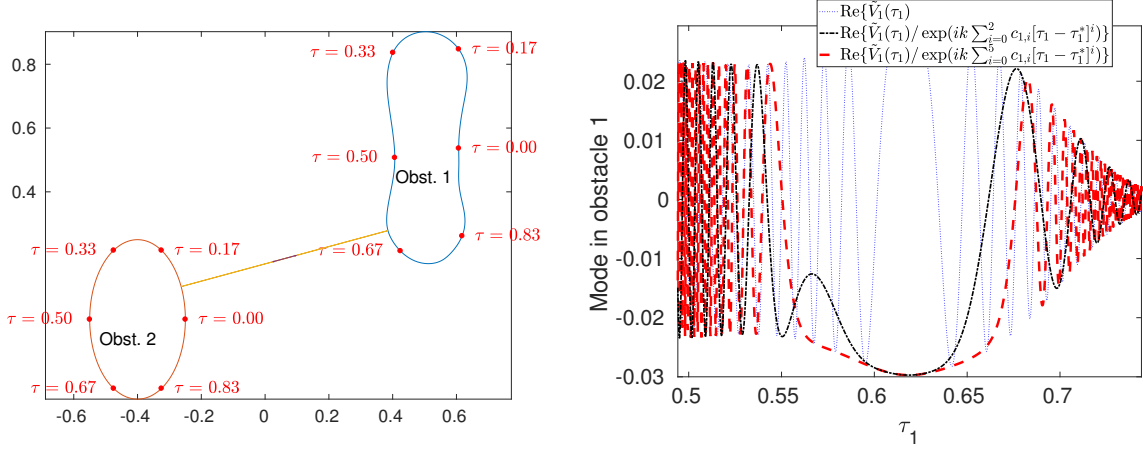 0.8
0.6
0.4
0.2
0
-0.6
-0.4
-0.2
0
0.2
0.4
0.6
τ = 0.33
τ = 0.17
τ = 0.50
τ = 0.00
Obst. 1
τ = 0.67
τ = 0.83
τ = 0.33
τ = 0.17
τ = 0.50
τ = 0.00
Obst. 2
τ = 0.67
τ = 0.83
Re{Ṽ₁(τ₁)
Re{Ṽ₁(τ₁)/ exp(ik ∑²ᵢ₌₀ c₁,ᵢ[τ₁ − τ₁*]ⁱ)}
Re{Ṽ₁(τ₁)/ exp(ik ∑⁵ᵢ₌₀ c₁,ᵢ[τ₁ − τ₁*]ⁱ)}
Mode in obstacle 1
0.02
0.01
0
-0.01
-0.02
-0.03
0.5
0.55
0.6
0.65
0.7
τ₁